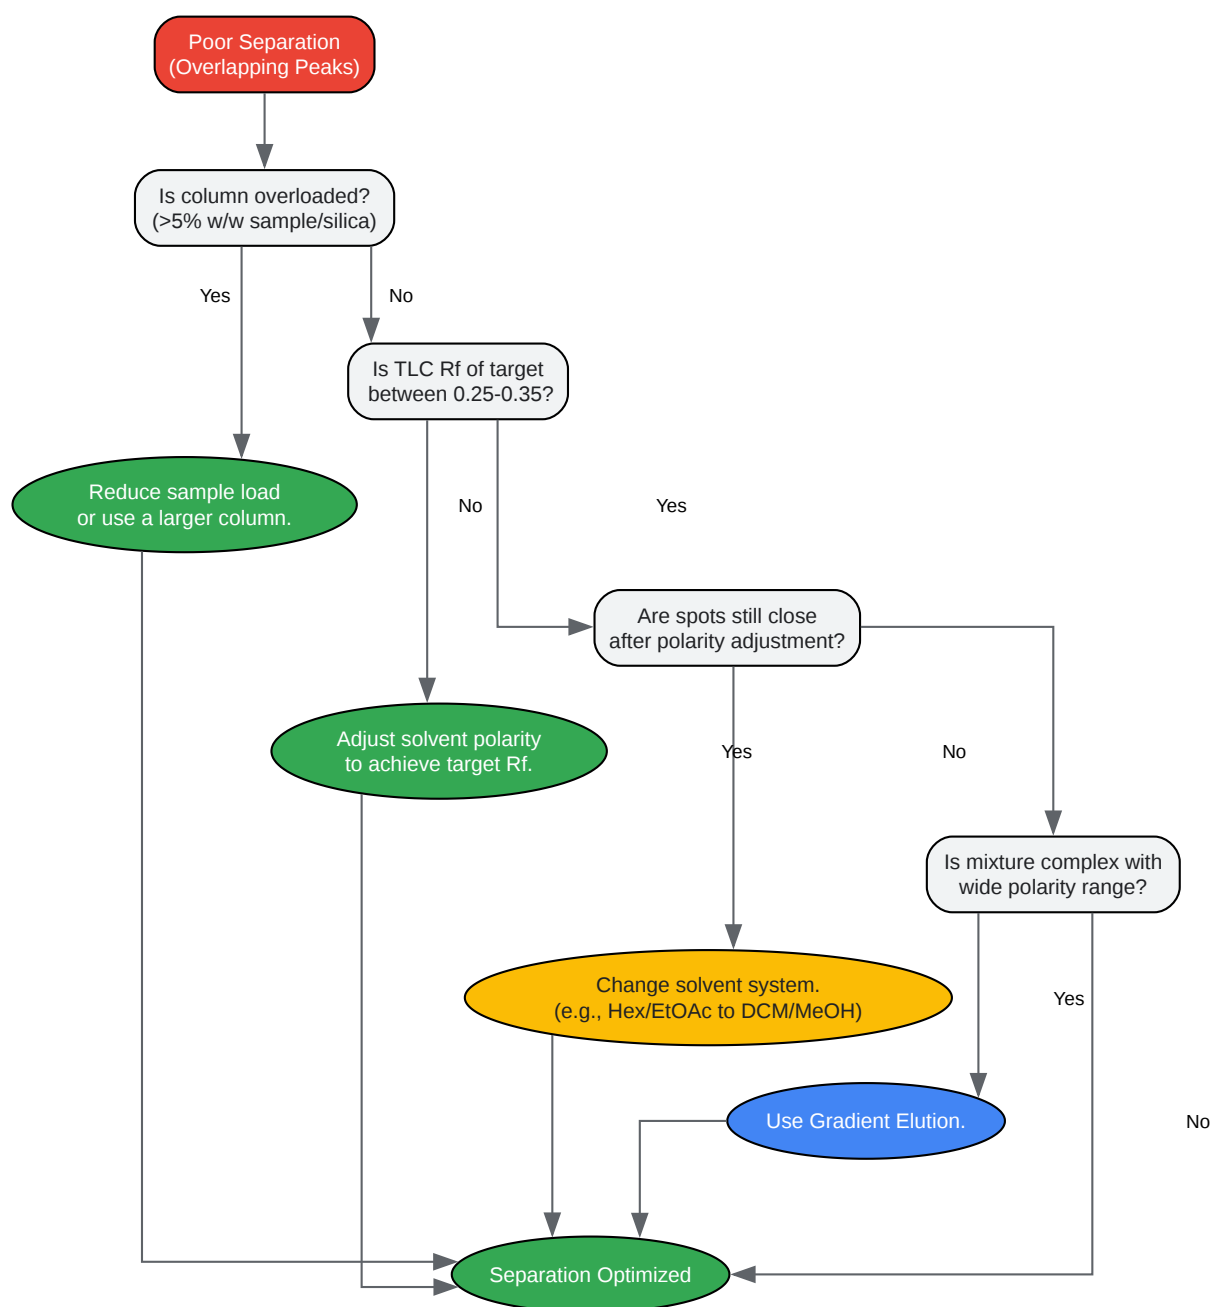 Poor Separation
(Overlapping Peaks)
Is column overloaded?
(>5% w/w sample/silica)
Yes
No
Is TLC Rf of target
between 0.25-0.35?
Reduce sample load
or use a larger column.
No
Yes
Are spots still close
after polarity adjustment?
Adjust solvent polarity
to achieve target Rf.
Yes
No
Is mixture complex with
wide polarity range?
Change solvent system.
(e.g., Hex/EtOAc to DCM/MeOH)
Yes
Use Gradient Elution.
No
Separation Optimized